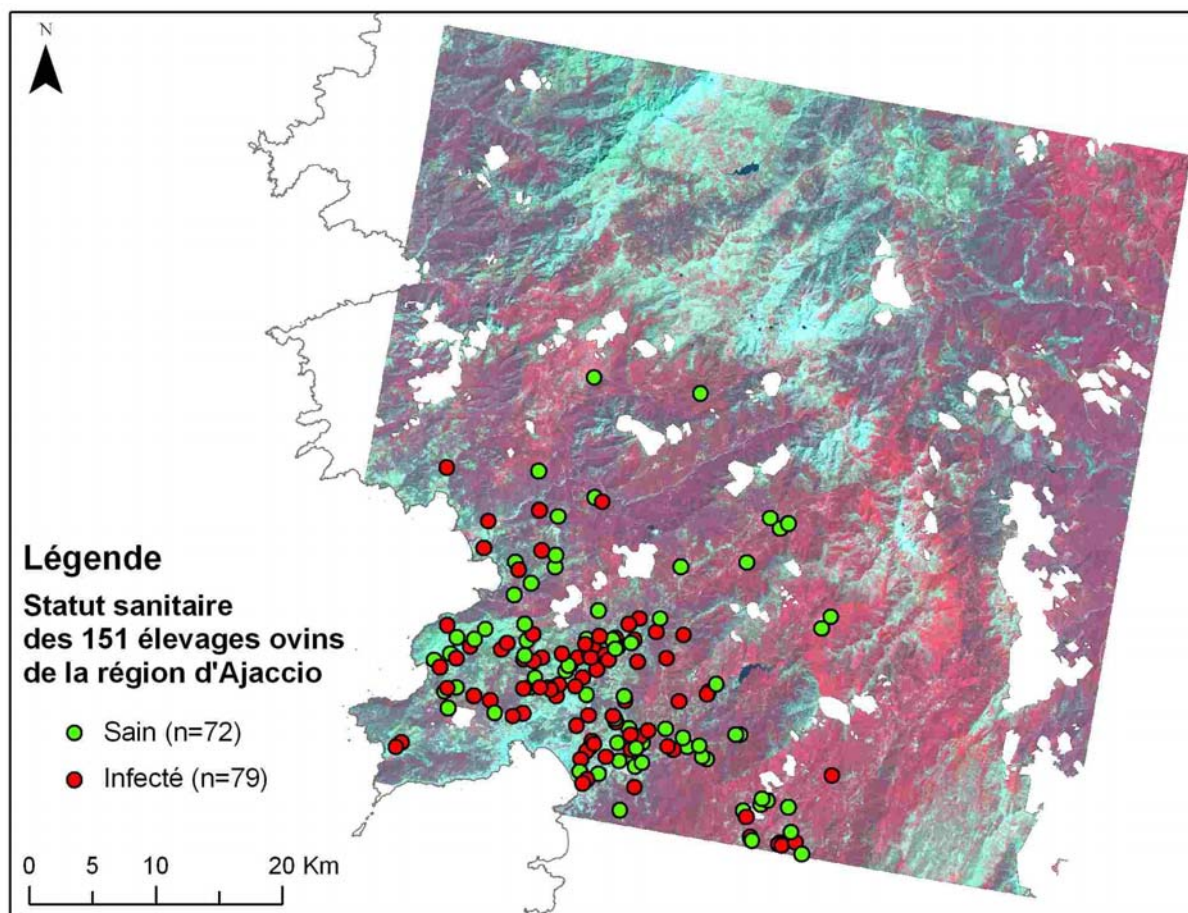 N
Légende
Statut sanitaire
des 151 élevages ovins
de la région d'Ajaccio
Sain (n=72)
Infecté (n=79)
0 5 10 20 Km